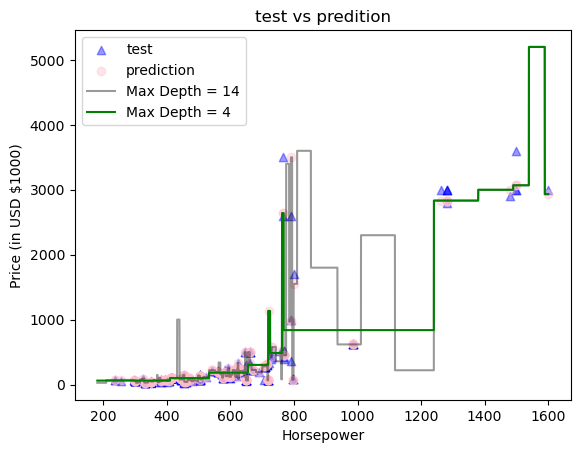 test vs predition
test
prediction
Max Depth = 14
Max Depth = 4
Price (in USD $1000)
5000
4000
3000
2000
1000
0
200 400 600 800 1000 1200 1400 1600
Horsepower